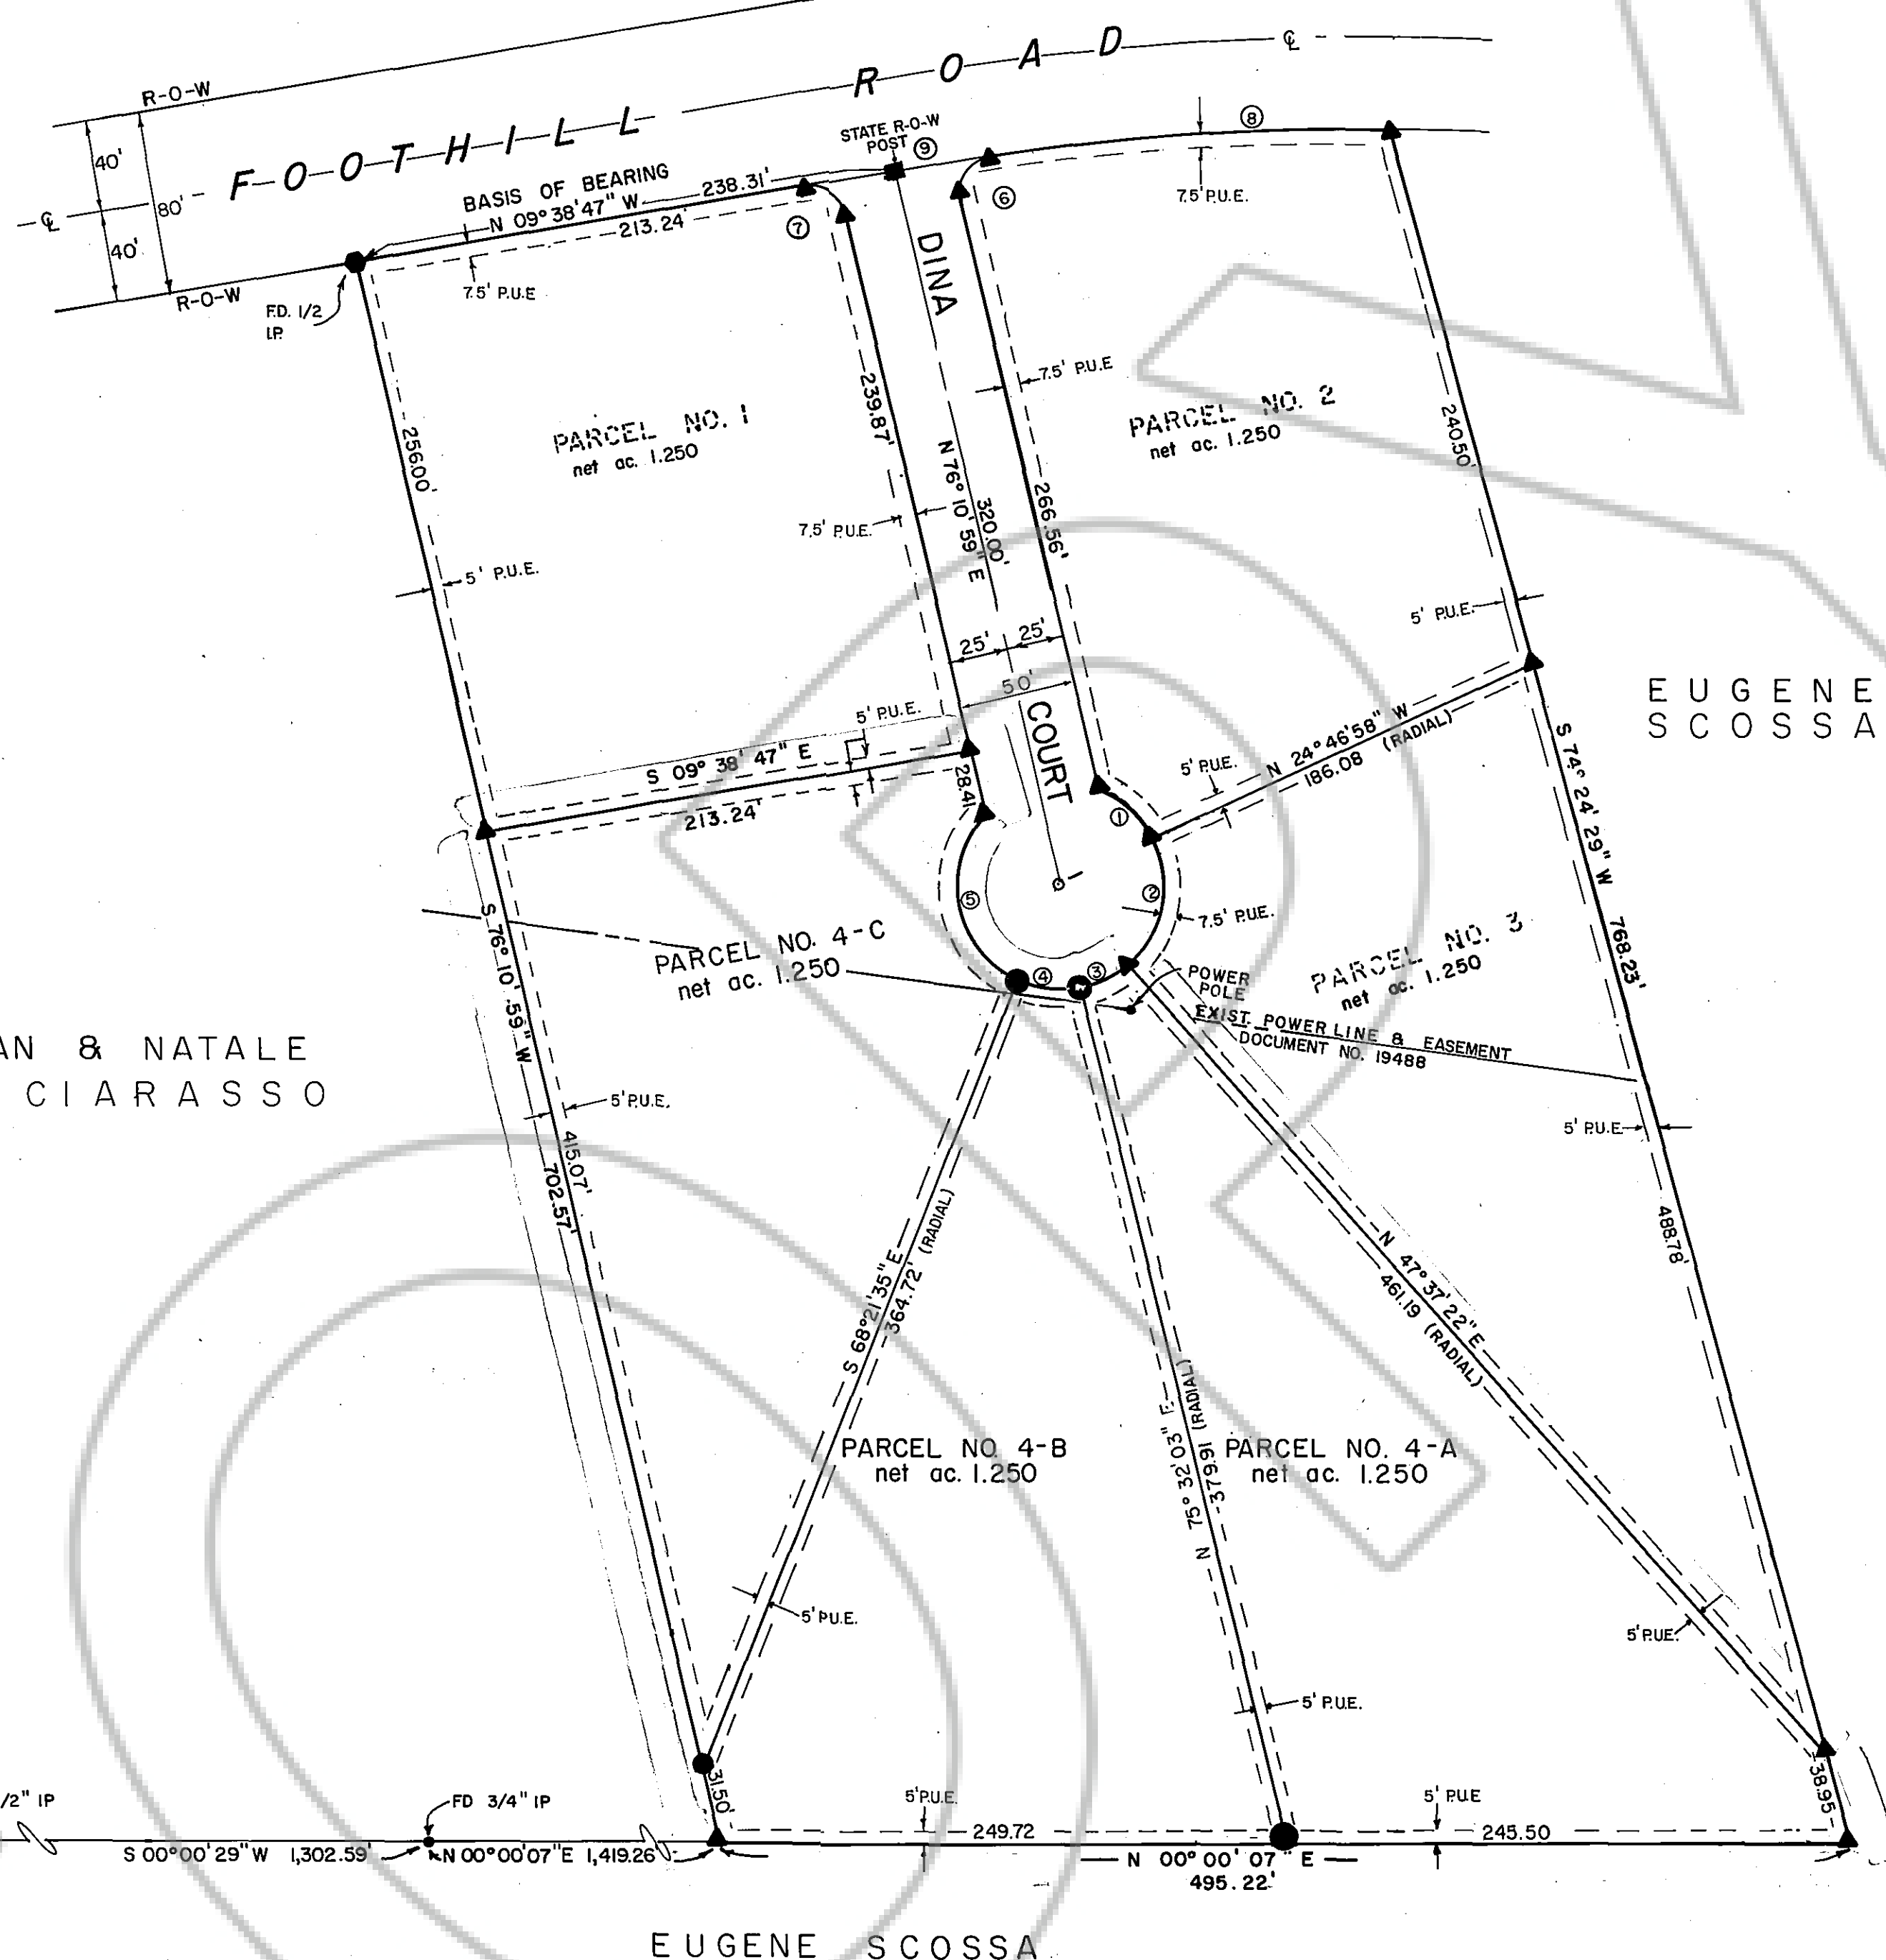 R-O-W
FOOTHILL ROAD
℄
40'
80'
℄
40'
R-O-W
STATE R-O-W
POST
⑨
⑧
BASIS OF BEARING
238.31'
N 09° 38' 47" W
213.24'
⑦
⑥
7.5' P.U.E.
7.5' P.U.E
F.D. 1/2
I.P.
DINA
7.5' P.U.E
256.00'
239.87'
PARCEL NO. 1
net ac. 1.250
PARCEL NO. 2
net ac. 1.250
240.50'
N 76° 10' 59" E
320.00'
266.56'
7.5' P.U.E.
5' P.U.E.
5' P.U.E.
25'
25'
50'
COURT
5' P.U.E.
S 09° 38' 47" E
213.24'
28.41'
EUGENE
SCOSSA
N 24° 46' 58" W
186.08 (RADIAL)
5' P.U.E.
①
②
⑤
④
③
7.5' P.U.E.
S 74° 24' 29" W
768.23'
PARCEL NO. 4-C
net ac. 1.250
PARCEL NO. 3
net ac. 1.250
POWER
POLE
EXIST. POWER LINE & EASEMENT
DOCUMENT NO. 19488
S 76° 10' 59" W
AN & NATALE
CIARASSO
5' P.U.E.
415.07'
702.57'
5' P.U.E.
488.78'
S 68° 21' 35" E
364.72' (RADIAL)
N 47° 37' 22" E
461.19 (RADIAL)
N 75° 32' 03" E
379.91 (RADIAL)
PARCEL NO. 4-B
net ac. 1.250
PARCEL NO. 4-A
net ac. 1.250
5' P.U.E.
5' P.U.E.
5' P.U.E.
31.50'
38.95
/2" IP
FD 3/4" IP
5' P.U.E.
5' P.U.E
249.72
245.50
S 00° 00' 29" W 1,302.59'
N 00° 00' 07" E 1,419.26'
N 00° 00' 07" E
495.22'
EUGENE SCOSSA